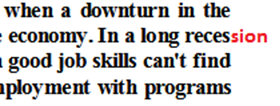 when a downturn in the
economy. In a long recession
good job skills can't find
mployment with programs